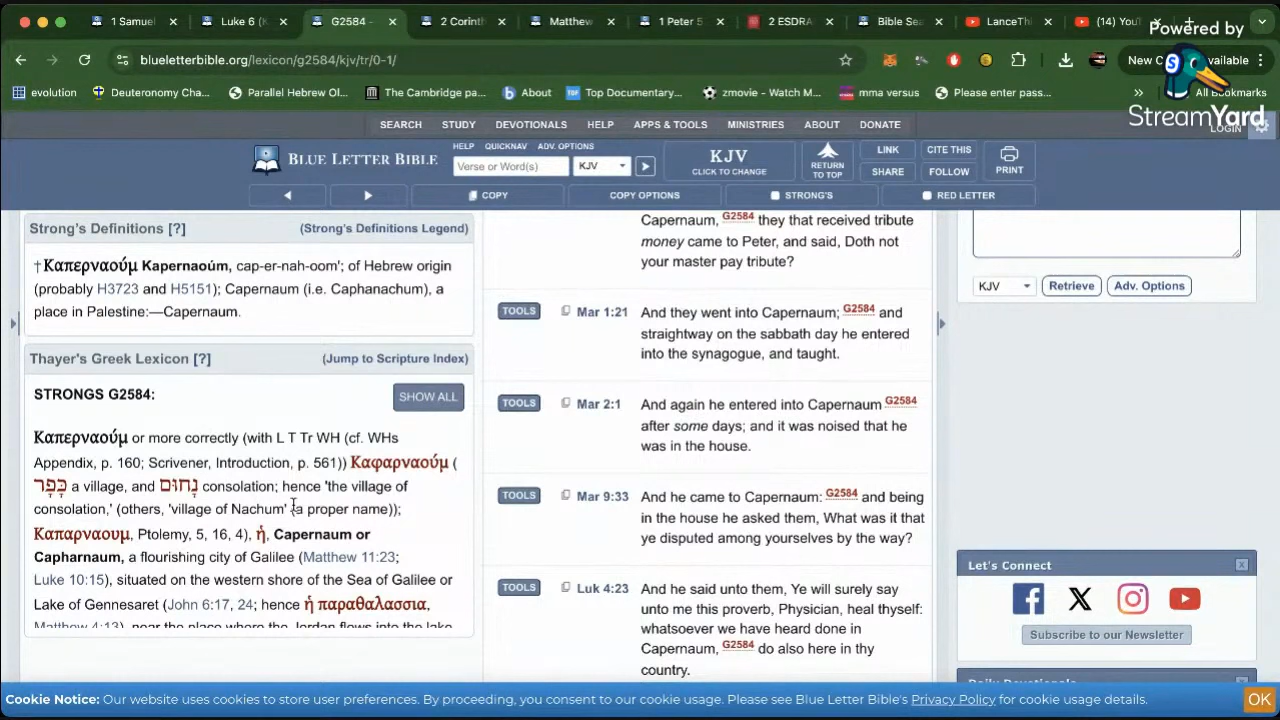 1 Samuel
Luke 6 (K
G2584 -
2 Corinth
Matthew
1 Peter 5
2 ESDRA
Bible Sea
LanceThi
(14) You
Powered by
blueletterbible.org/lexicon/g2584/kjv/tr/0-1/
New C vailable
StreamYard
evolution
Deuteronomy Cha...
Parallel Hebrew Ol...
The Cambridge pa...
About
Top Documentary...
zmovie - Watch M...
mma versus
Please enter pass...
»
All Bookmarks
SEARCH STUDY DEVOTIONALS HELP APPS & TOOLS MINISTRIES ABOUT DONATE
LOGIN
BLUE LETTER BIBLE
HELP QUICKNAV ADV. OPTIONS
Verse or Word(s)
KJV
KJV
CLICK TO CHANGE
RETURN
TO TOP
LINK
CITE THIS
SHARE
FOLLOW
PRINT
COPY
COPY OPTIONS
STRONG'S
RED LETTER
Strong's Definitions [?] (Strong's Definitions Legend)
†Καπερναούμ Kapernaoúm, cap-er-nah-oom'; of Hebrew origin
(probably H3723 and H5151); Capernaum (i.e. Caphanachum), a
place in Palestine:—Capernaum.
Thayer's Greek Lexicon [?] (Jump to Scripture Index)
STRONGS G2584:
SHOW ALL
Καπερναούμ or more correctly (with L T Tr WH (cf. WHs
Appendix, p. 160; Scrivener, Introduction, p. 561)) Καφαρναούμ (
כָּפָר a village, and נָחוּם consolation; hence 'the village of
consolation,' (others, 'village of Nachum' (a proper name));
Καπαρναουμ, Ptolemy, 5, 16, 4), ἡ, Capernaum or
Capharnaum, a flourishing city of Galilee (Matthew 11:23;
Luke 10:15), situated on the western shore of the Sea of Galilee or
Lake of Gennesaret (John 6:17, 24; hence ἡ παραθαλασσια,
Matthew 4:13), near the place where the Jordan flows into the lake
Capernaum, G2584 they that received tribute
money came to Peter, and said, Doth not
your master pay tribute?
TOOLS Mar 1:21 And they went into Capernaum; G2584 and
straightway on the sabbath day he entered
into the synagogue, and taught.
TOOLS Mar 2:1 And again he entered into Capernaum G2584
after some days; and it was noised that he
was in the house.
TOOLS Mar 9:33 And he came to Capernaum: G2584 and being
in the house he asked them, What was it that
ye disputed among yourselves by the way?
TOOLS Luk 4:23 And he said unto them, Ye will surely say
unto me this proverb, Physician, heal thyself:
whatsoever we have heard done in
Capernaum, G2584 do also here in thy
country.
KJV
Retrieve
Adv. Options
Let's Connect
Subscribe to our Newsletter
Daily Devotionals
Cookie Notice: Our website uses cookies to store user preferences. By proceeding, you consent to our cookie usage. Please see Blue Letter Bible's Privacy Policy for cookie usage details.
OK